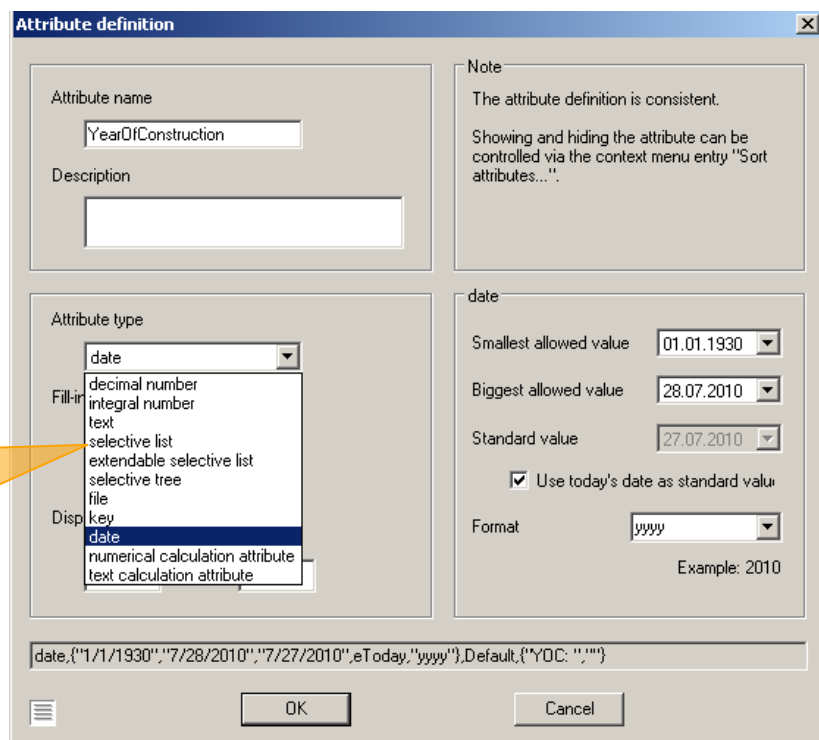 Attribute definition
Attribute name
YearOfConstruction
Description
Note
The attribute definition is consistent.
Showing and hiding the attribute can be
controlled via the context menu entry "Sort
attributes...".
Attribute type
date
Fill-in
decimal number
integral number
text
selective list
extendable selective list
selective tree
file
key
date
numerical calculation attribute
text calculation attribute
Disp
date
Smallest allowed value 01.01.1930
Biggest allowed value 28.07.2010
Standard value 27.07.2010
Use today's date as standard valu
Format yyyy
Example: 2010
date,{"1/1/1930","7/28/2010","7/27/2010",eToday,"yyyy"},Default,{"YOC: ",""}
OK Cancel